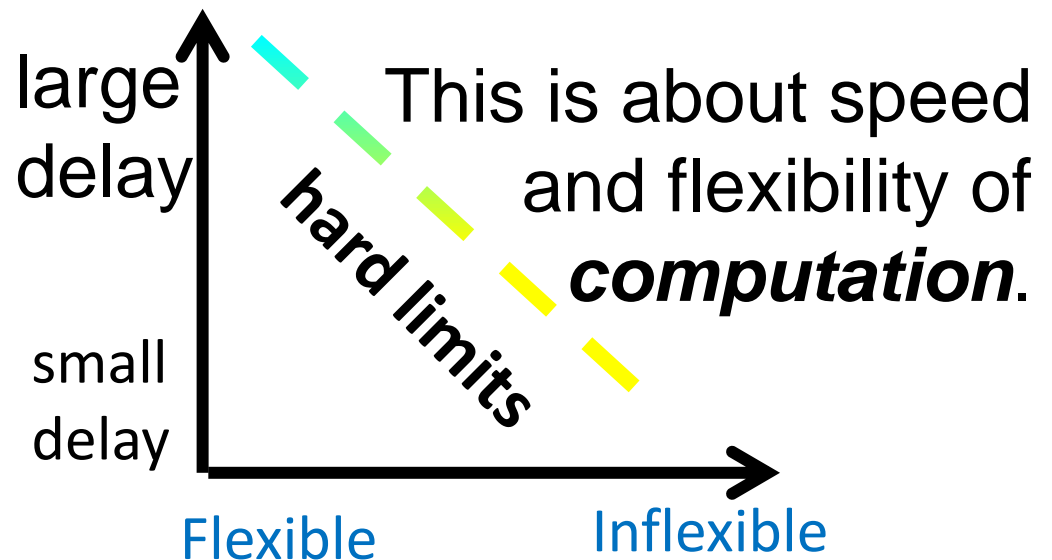 large
delay
This is about speed
and flexibility of
computation.
hard limits
small
delay
Flexible
Inflexible